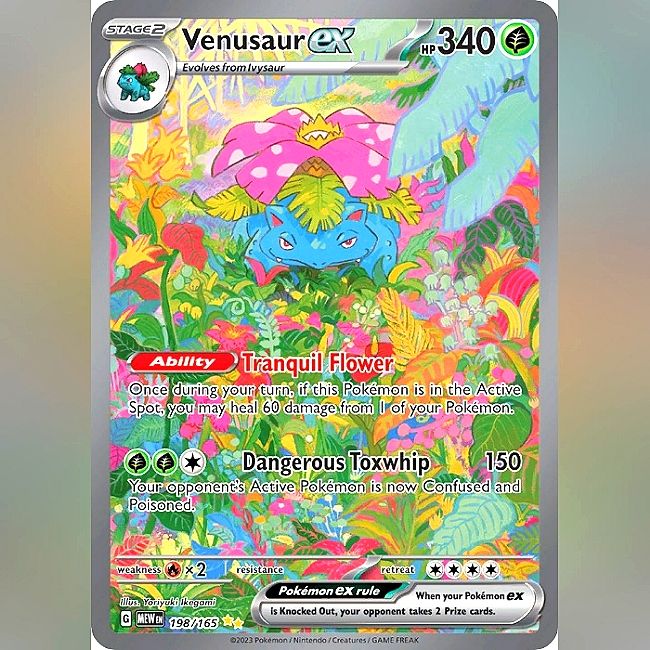 STAGE2
Venusaur ex HP 340
Evolves from Ivysaur
Ability Tranquil Flower
Once during your turn, if this Pokémon is in the Active
Spot, you may heal 60 damage from 1 of your Pokémon.
Dangerous Toxwhip 150
Your opponent's Active Pokémon is now Confused and
Poisoned.
weakness ×2 resistance retreat
Pokémon ex rule When your Pokémon ex
is Knocked Out, your opponent takes 2 Prize cards.
Illus. Yoriyuki Ikegami
G MEW EN 198/165
©2023 Pokémon / Nintendo / Creatures / GAME FREAK